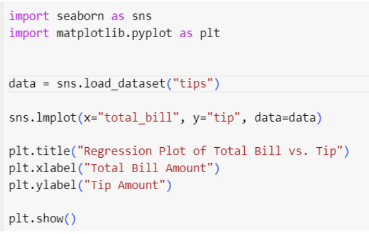 import seaborn as sns
import matplotlib.pyplot as plt
data = sns.load_dataset("tips")
sns.lmplot(x="total_bill", y="tip", data=data)
plt.title("Regression Plot of Total Bill vs. Tip")
plt.xlabel("Total Bill Amount")
plt.ylabel("Tip Amount")
plt.show()